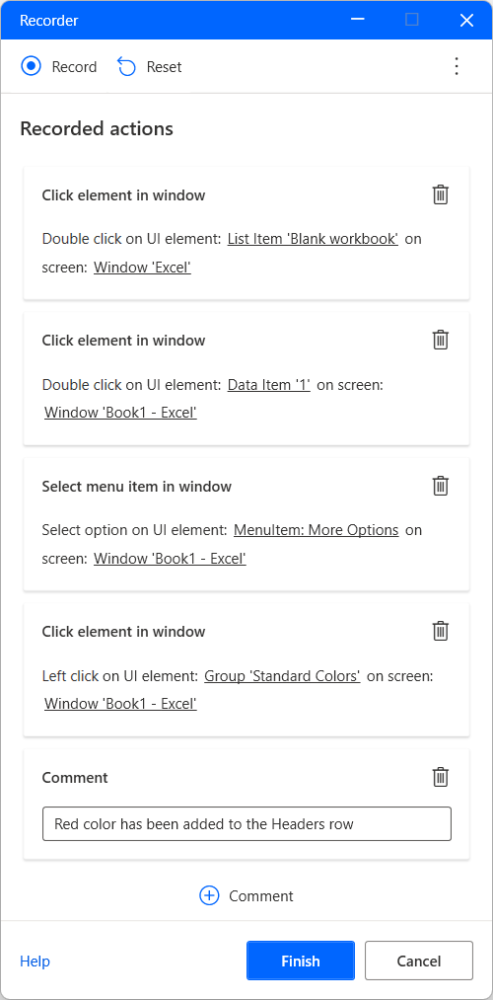 Recorder
Record Reset
Recorded actions
Click element in window
Double click on UI element: List Item 'Blank workbook' on
screen: Window 'Excel'
Click element in window
Double click on UI element: Data Item '1' on screen:
Window 'Book1 - Excel'
Select menu item in window
Select option on UI element: MenuItem: More Options on
screen: Window 'Book1 - Excel'
Click element in window
Left click on UI element: Group 'Standard Colors' on screen:
Window 'Book1 - Excel'
Comment
Red color has been added to the Headers row
Comment
Help Finish Cancel